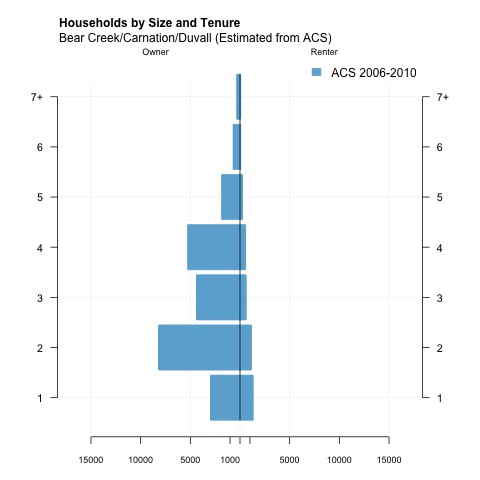 Households by Size and Tenure
Bear Creek/Carnation/Duvall (Estimated from ACS)
Owner Renter
ACS 2006-2010
7+ 7+
6 6
5 5
4 4
3 3
2 2
1 1
15000 10000 5000 1000 5000 10000 15000